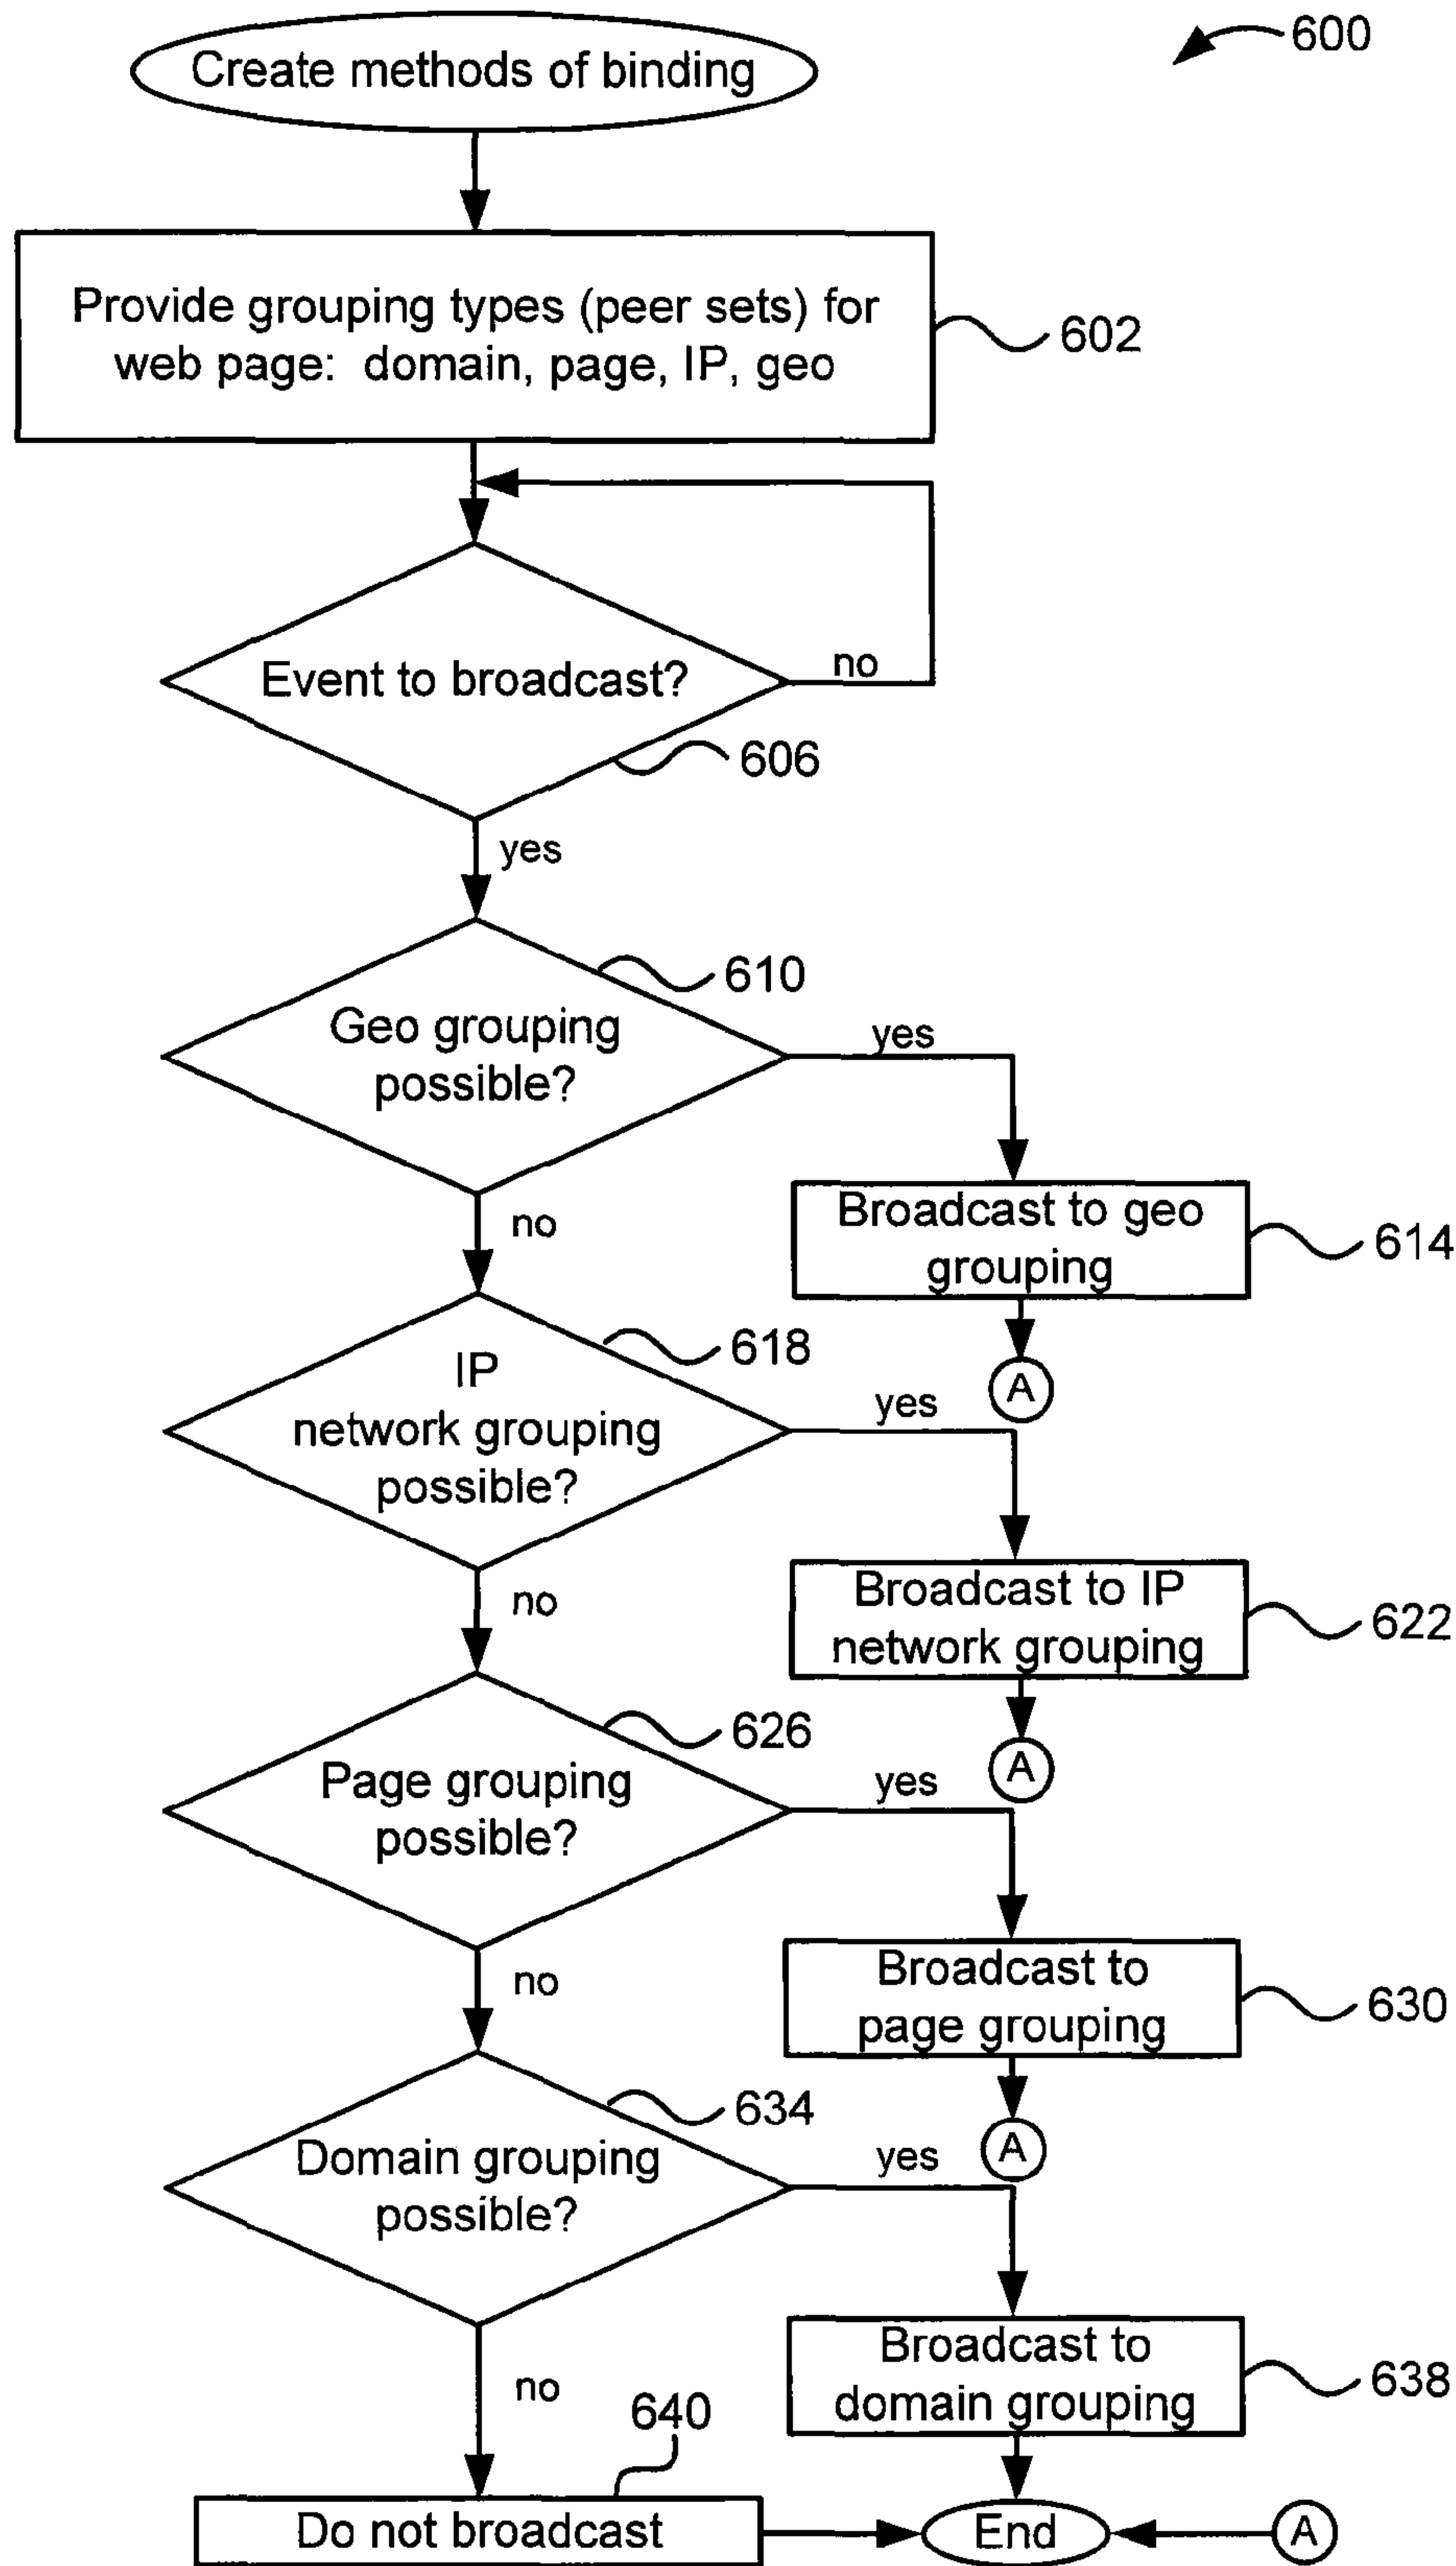 600
Create methods of binding
Provide grouping types (peer sets) for
web page: domain, page, IP, geo
602
Event to broadcast?
no
606
yes
610
Geo grouping
possible?
yes
no
Broadcast to geo
grouping
614
A
618
IP
network grouping
possible?
yes
no
Broadcast to IP
network grouping
622
A
626
Page grouping
possible?
yes
no
Broadcast to
page grouping
630
A
634
Domain grouping
possible?
yes
no
Broadcast to
domain grouping
638
640
Do not broadcast
End
A